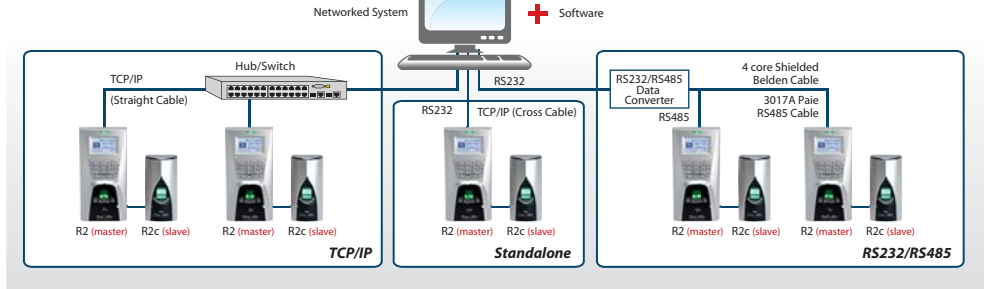 Networked System
Software
TCP/IP
(Straight Cable)
Hub/Switch
RS232
TCP/IP (Cross Cable)
RS232
RS232/RS485
Data
Converter
RS485
4 core Shielded
Belden Cable
3017A Paie
RS485 Cable
R2 (master)
R2c (slave)
R2 (master)
R2c (slave)
R2 (master)
R2c (slave)
R2 (master)
R2c (slave)
R2 (master)
R2c (slave)
TCP/IP
Standalone
RS232/RS485